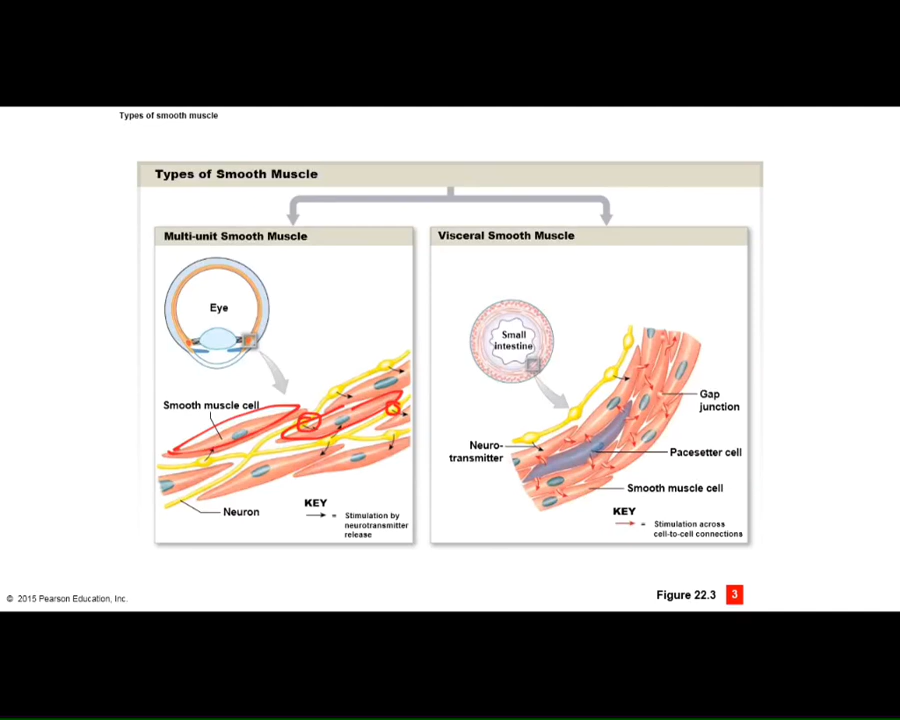 Types of smooth muscle
Types of Smooth Muscle
Multi-unit Smooth Muscle
Eye
Smooth muscle cell
Neuron
KEY
= Stimulation by
neurotransmitter
release
Visceral Smooth Muscle
Small
intestine
Gap
junction
Neuro-
transmitter
Pacesetter cell
Smooth muscle cell
KEY
= Stimulation across
cell-to-cell connections
© 2015 Pearson Education, Inc.
Figure 22.3 3